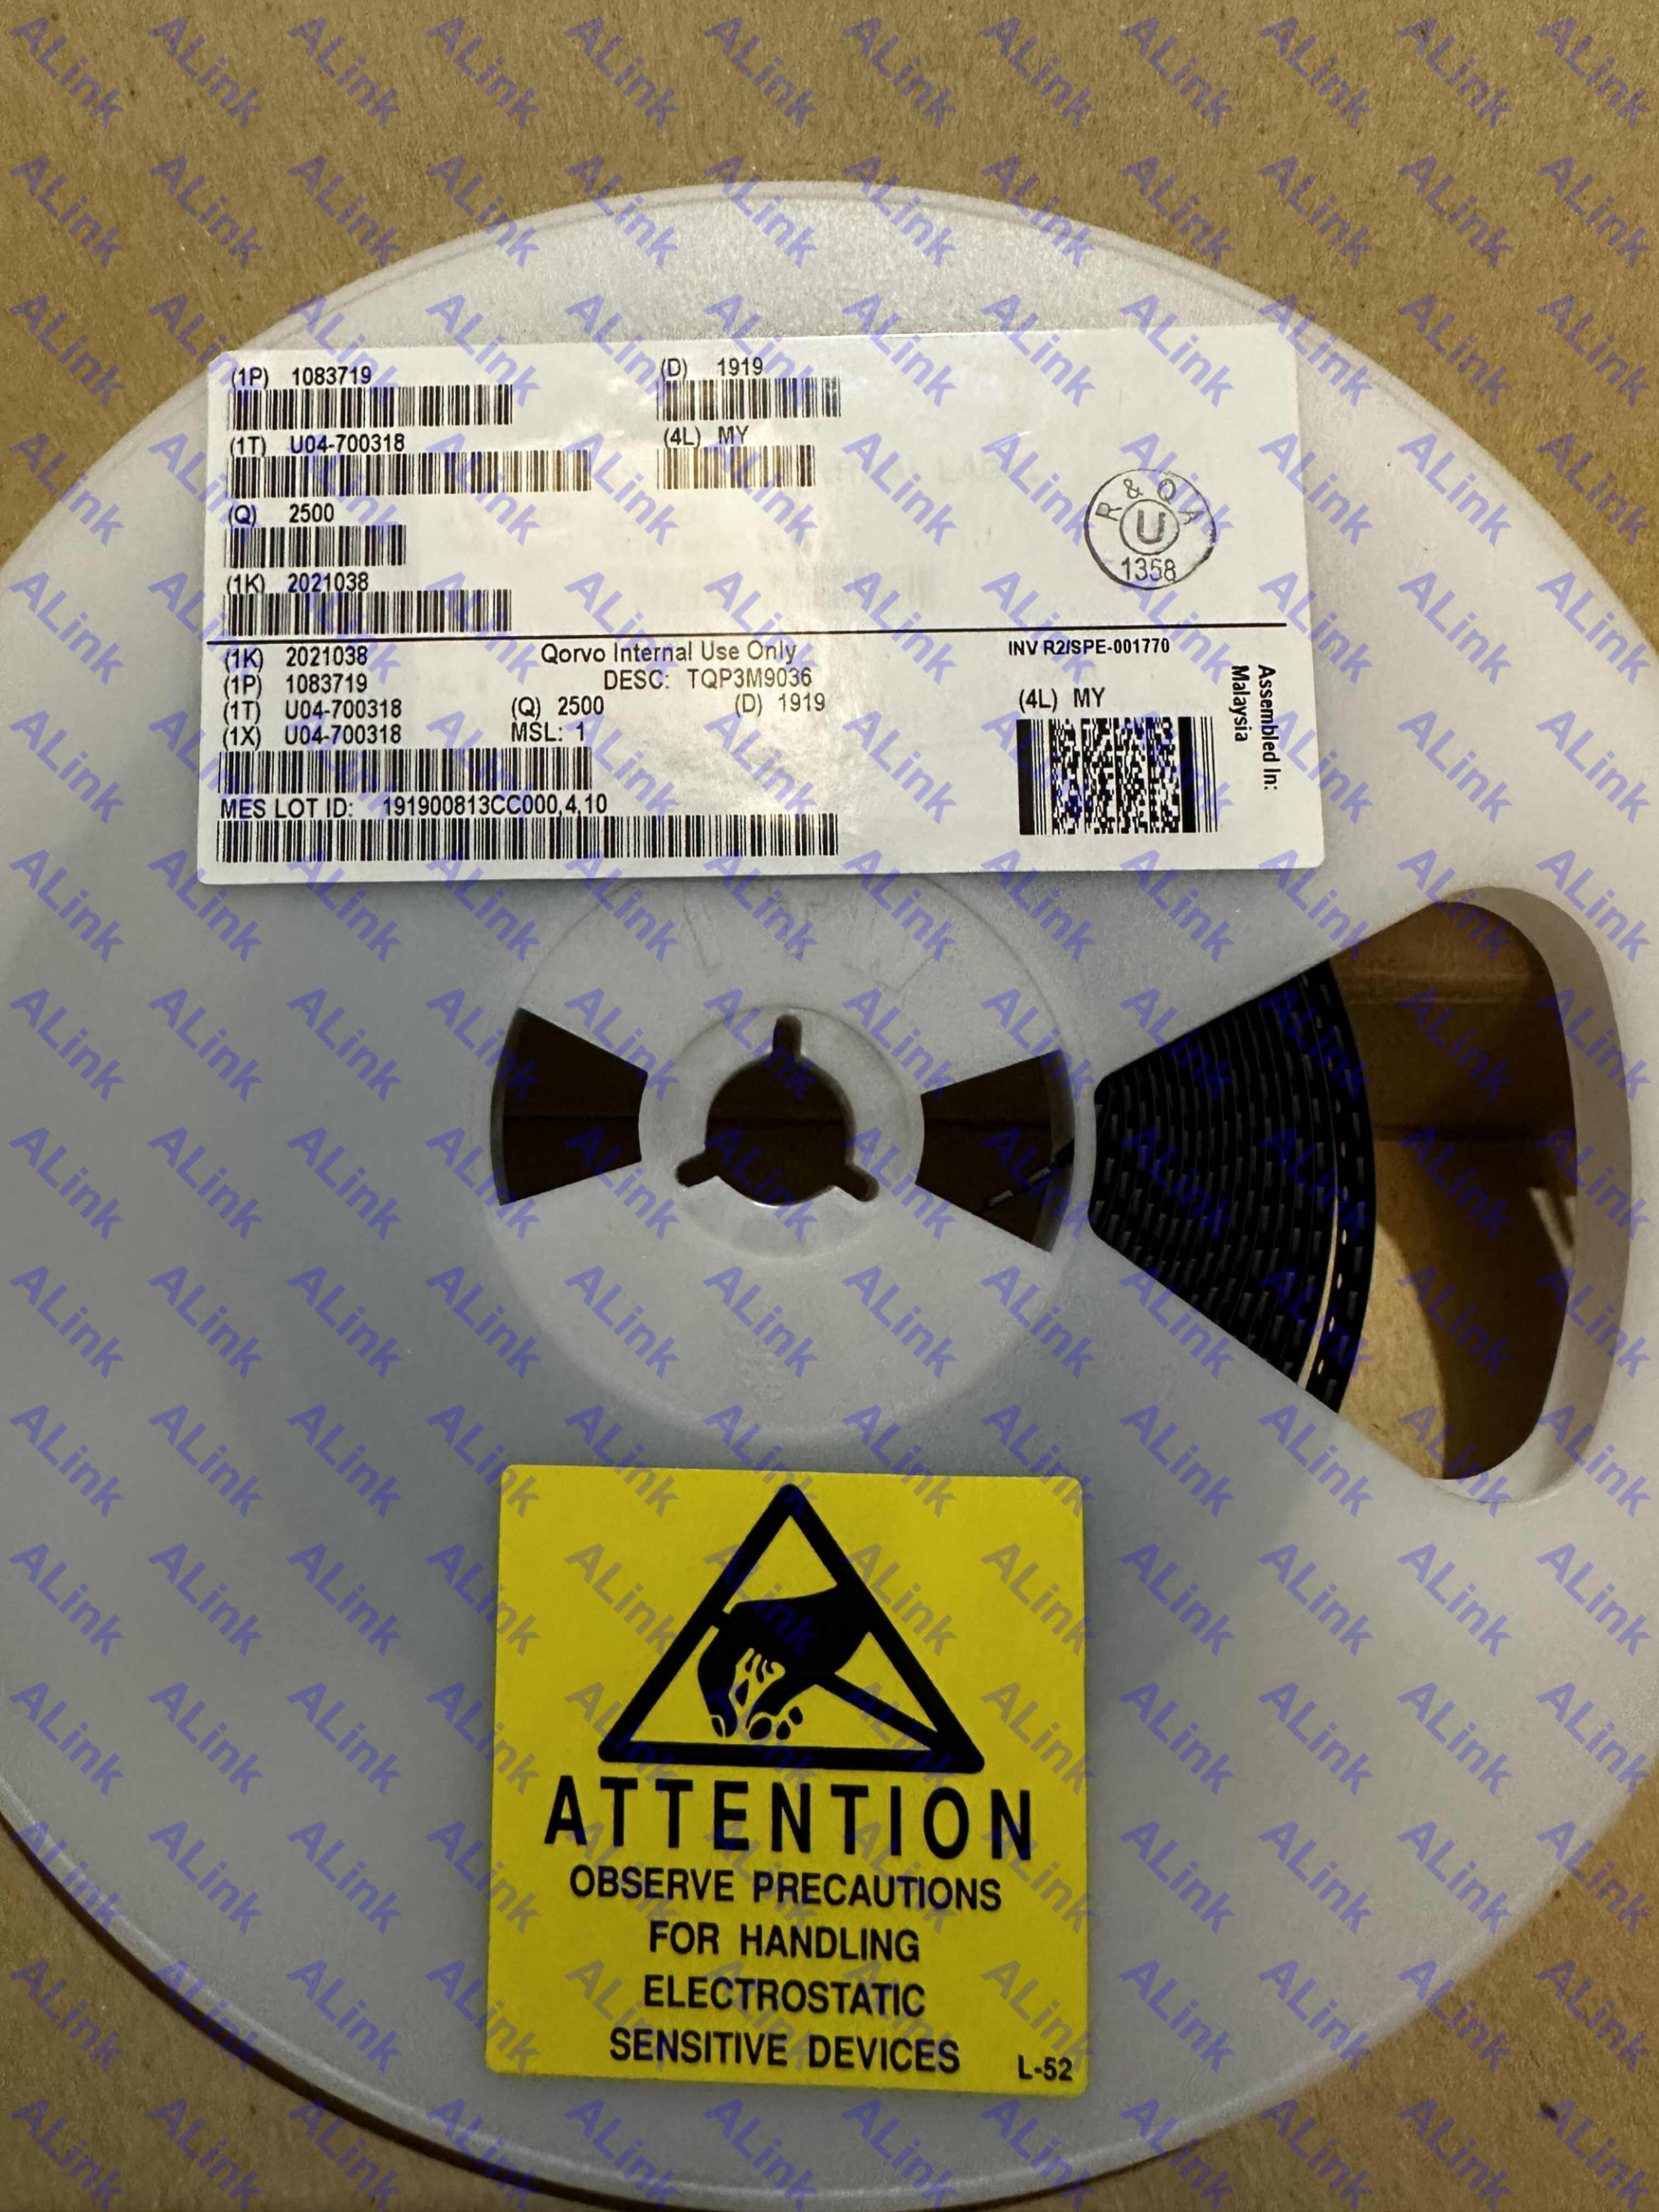 (1P) 1083719
(D) 1919
(1T) U04-700318
(4L) MY
(Q) 2500
(1K) 2021038
R & Q A
U
1358
(1K) 2021038
Qorvo Internal Use Only
INV R2/SPE-001770
(1P) 1083719
DESC: TQP3M9036
(1T) U04-700318
(Q) 2500
(D) 1919
(4L) MY
(1X) U04-700318
MSL: 1
Assembled In:
Malaysia
MES LOT ID: 191900813CC000,4,10
ATTENTION
OBSERVE PRECAUTIONS
FOR HANDLING
ELECTROSTATIC
SENSITIVE DEVICES
L-52
ALink